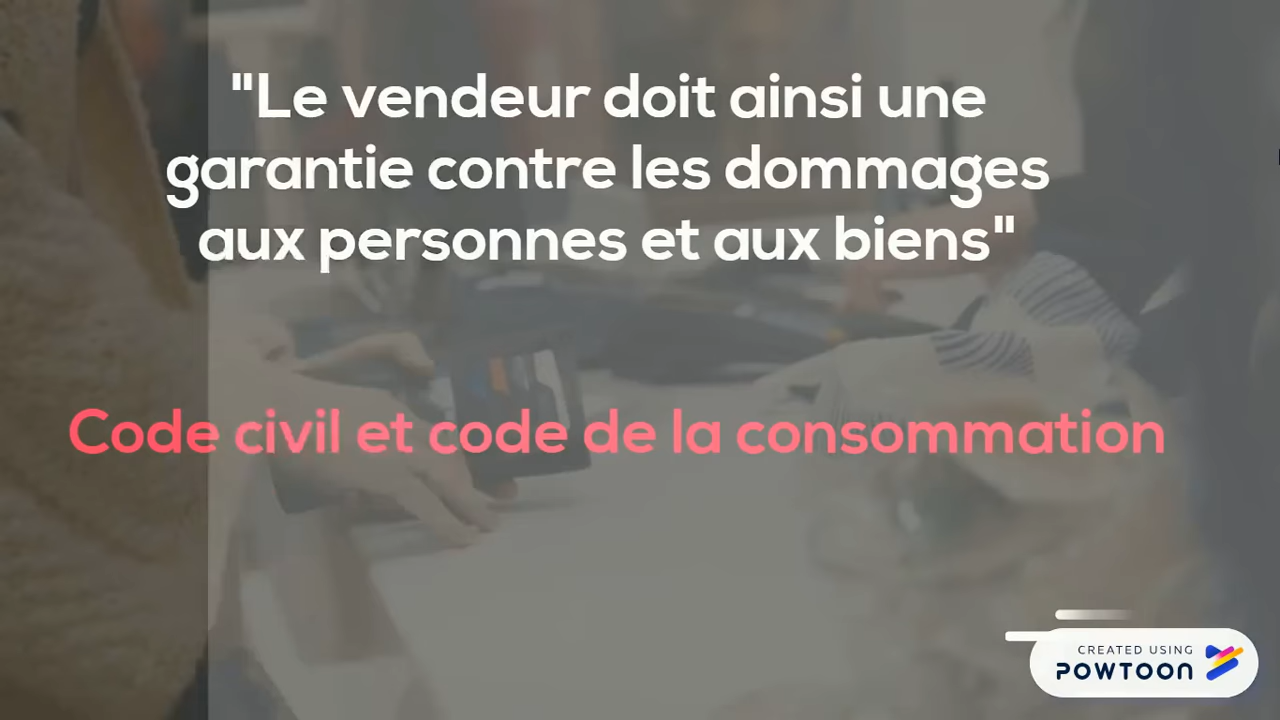 "Le vendeur doit ainsi une
garantie contre les dommages
aux personnes et aux biens"
Code civil et code de la consommation
CREATED USING
POWTOON